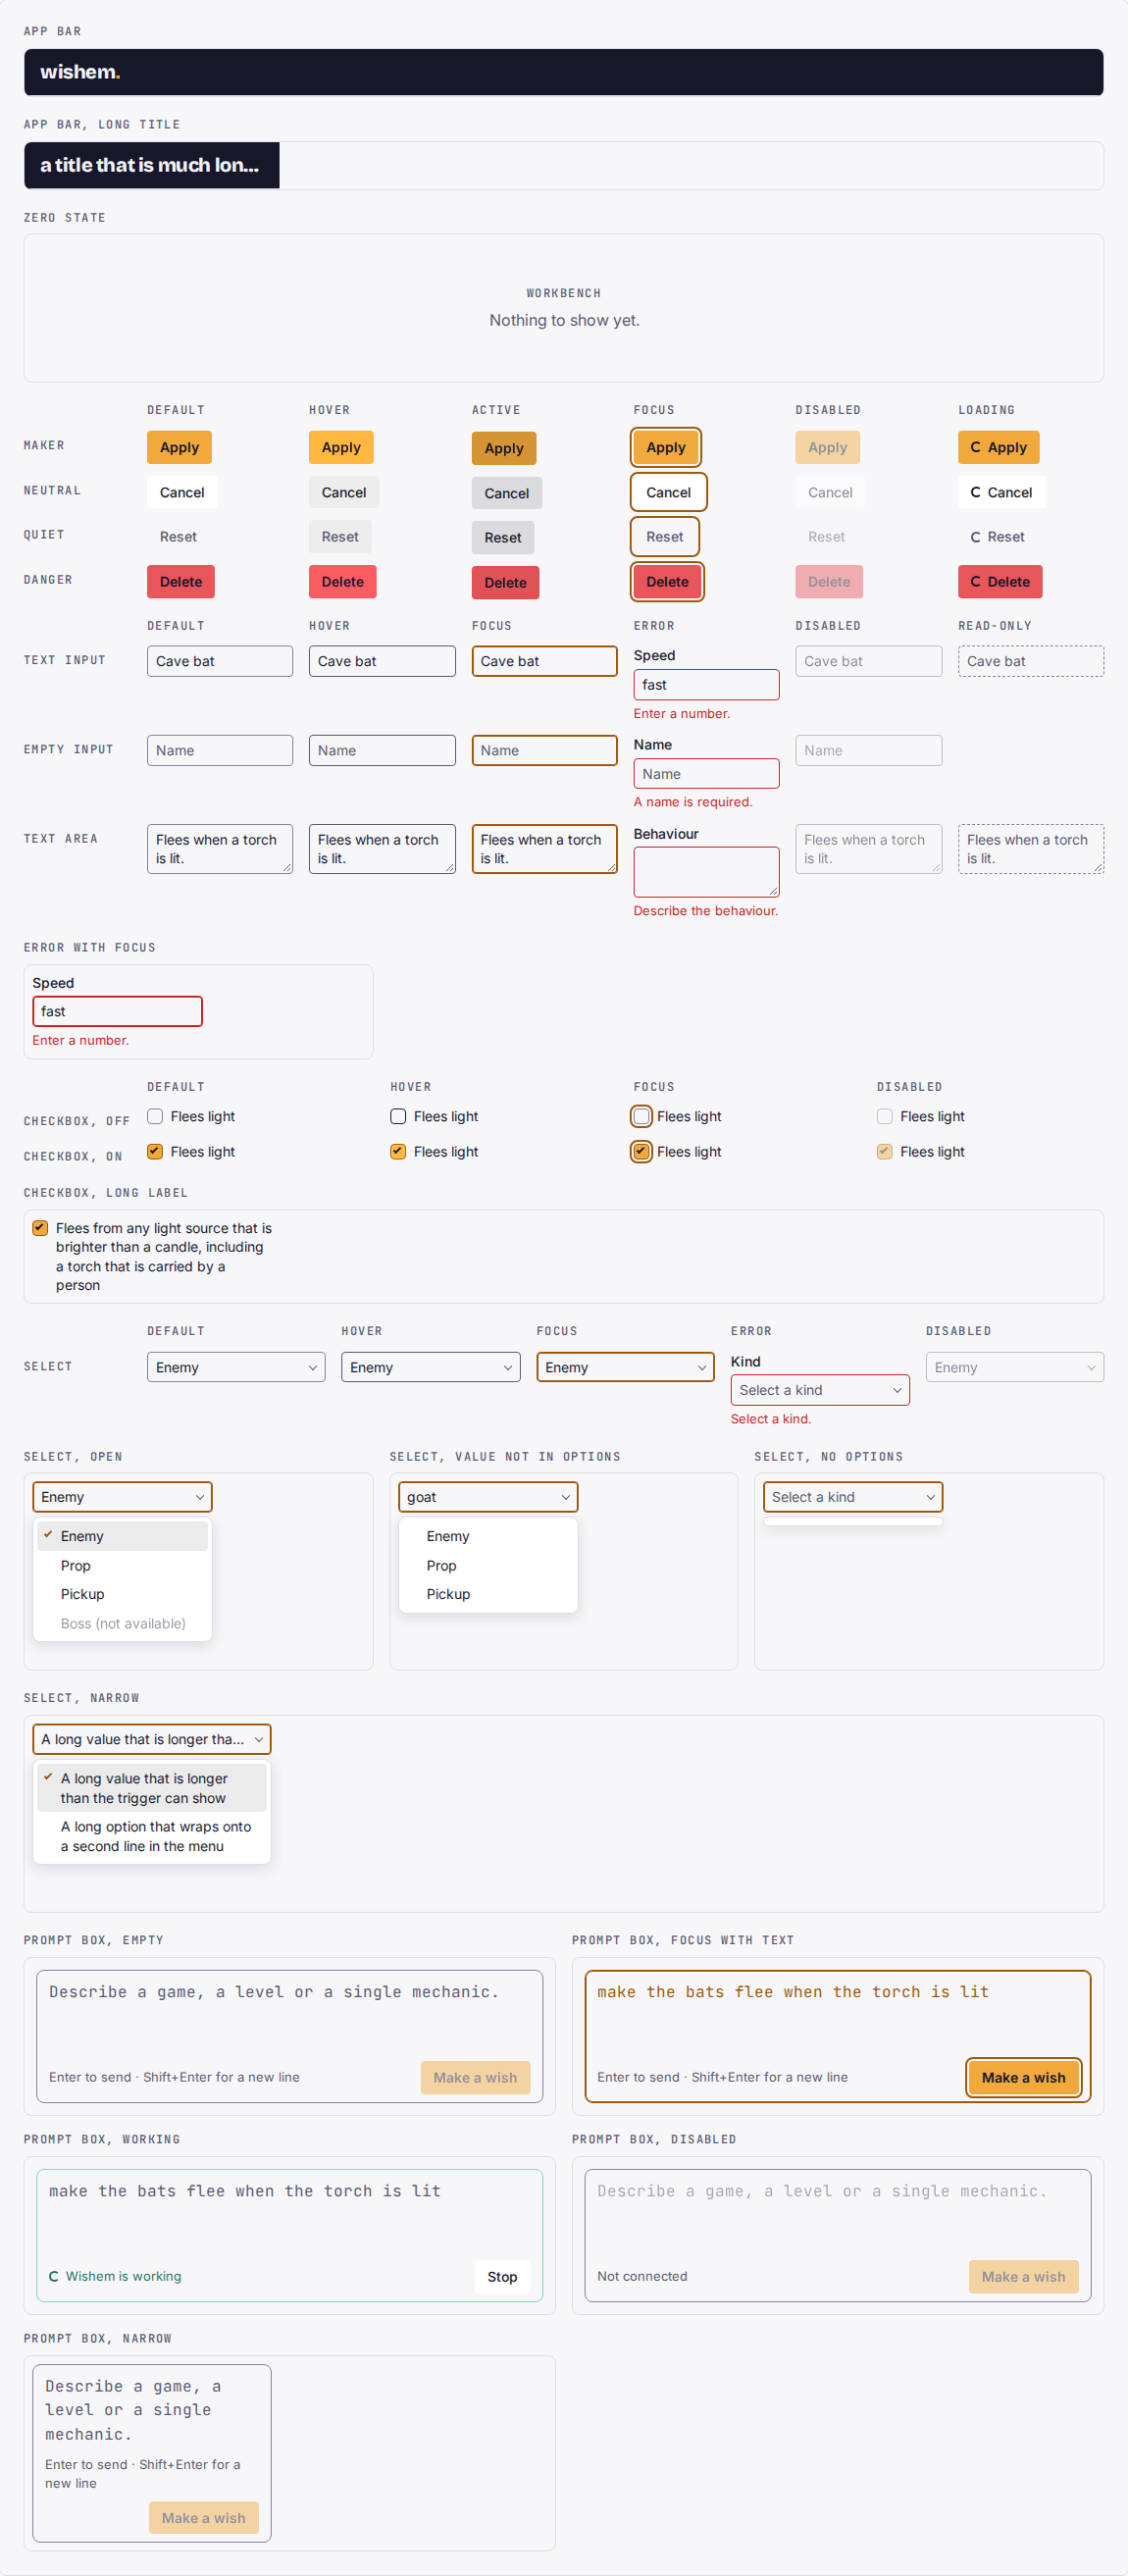 APP BAR
wishem.
APP BAR, LONG TITLE
a title that is much lon...
ZERO STATE
WORKBENCH
Nothing to show yet.
DEFAULT HOVER ACTIVE FOCUS DISABLED LOADING
MAKER Apply Apply Apply Apply Apply Apply
NEUTRAL Cancel Cancel Cancel Cancel Cancel Cancel
QUIET Reset Reset Reset Reset Reset Reset
DANGER Delete Delete Delete Delete Delete Delete
DEFAULT HOVER FOCUS ERROR DISABLED READ-ONLY
TEXT INPUT Cave bat Cave bat Cave bat Speed Cave bat Cave bat
fast
Enter a number.
EMPTY INPUT Name Name Name Name Name
Name
A name is required.
TEXT AREA Flees when a torch Flees when a torch Flees when a torch Behaviour Flees when a torch Flees when a torch
is lit. is lit. is lit. is lit. is lit.
Describe the behaviour.
ERROR WITH FOCUS
Speed
fast
Enter a number.
DEFAULT HOVER FOCUS DISABLED
CHECKBOX, OFF Flees light Flees light Flees light Flees light
CHECKBOX, ON Flees light Flees light Flees light Flees light
CHECKBOX, LONG LABEL
Flees from any light source that is
brighter than a candle, including
a torch that is carried by a
person
DEFAULT HOVER FOCUS ERROR DISABLED
SELECT Enemy Enemy Enemy Kind Enemy
Select a kind
Select a kind.
SELECT, OPEN SELECT, VALUE NOT IN OPTIONS SELECT, NO OPTIONS
Enemy goat Select a kind
Enemy Enemy
Prop Prop
Pickup Pickup
Boss (not available)
SELECT, NARROW
A long value that is longer tha...
A long value that is longer
than the trigger can show
A long option that wraps onto
a second line in the menu
PROMPT BOX, EMPTY PROMPT BOX, FOCUS WITH TEXT
Describe a game, a level or a single mechanic. make the bats flee when the torch is lit
Enter to send · Shift+Enter for a new line Make a wish Enter to send · Shift+Enter for a new line Make a wish
PROMPT BOX, WORKING PROMPT BOX, DISABLED
make the bats flee when the torch is lit Describe a game, a level or a single mechanic.
Wishem is working Stop Not connected Make a wish
PROMPT BOX, NARROW
Describe a game, a
level or a single
mechanic.
Enter to send · Shift+Enter for a
new line
Make a wish